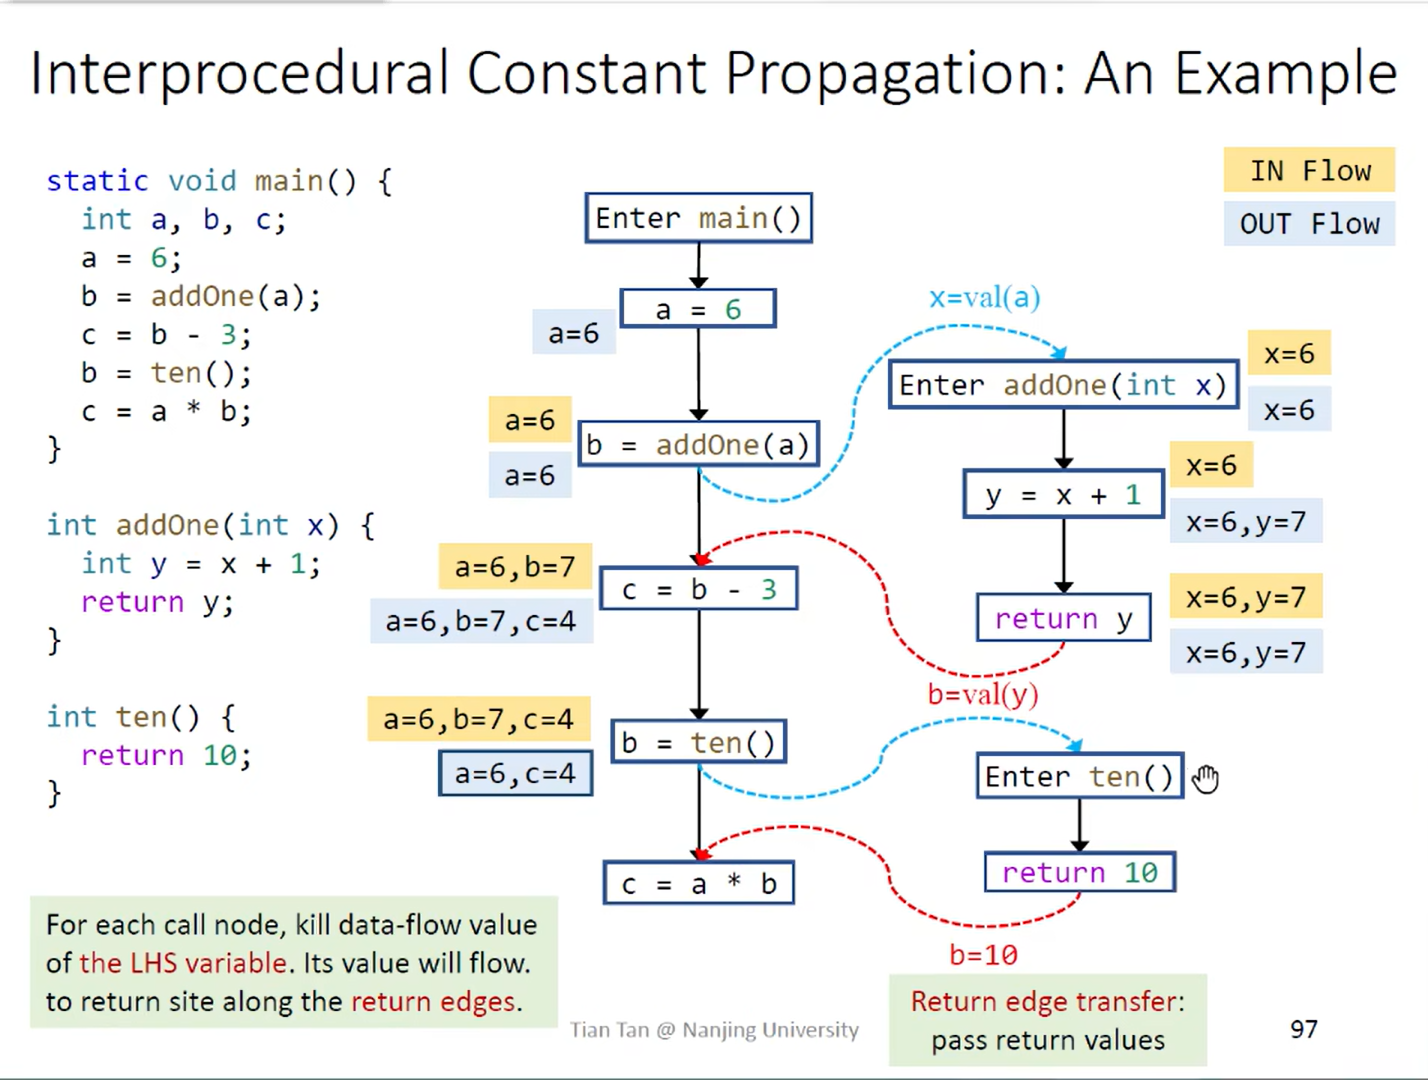 Interprocedural Constant Propagation: An Example
static void main() {
int a, b, c;
a = 6;
b = addOne(a);
c = b - 3;
b = ten();
c = a * b;
}
int addOne(int x) {
int y = x + 1;
return y;
}
int ten() {
return 10;
}
IN Flow
OUT Flow
Enter main()
a = 6
a=6
a=6
b = addOne(a)
a=6
x=val(a)
Enter addOne(int x)
x=6
x=6
y = x + 1
x=6
x=6,y=7
return y
x=6,y=7
x=6,y=7
b=val(y)
a=6,b=7
c = b - 3
a=6,b=7,c=4
a=6,b=7,c=4
b = ten()
a=6,c=4
Enter ten()
return 10
b=10
c = a * b
For each call node, kill data-flow value
of the LHS variable. Its value will flow.
to return site along the return edges.
Return edge transfer:
pass return values
Tian Tan @ Nanjing University
97